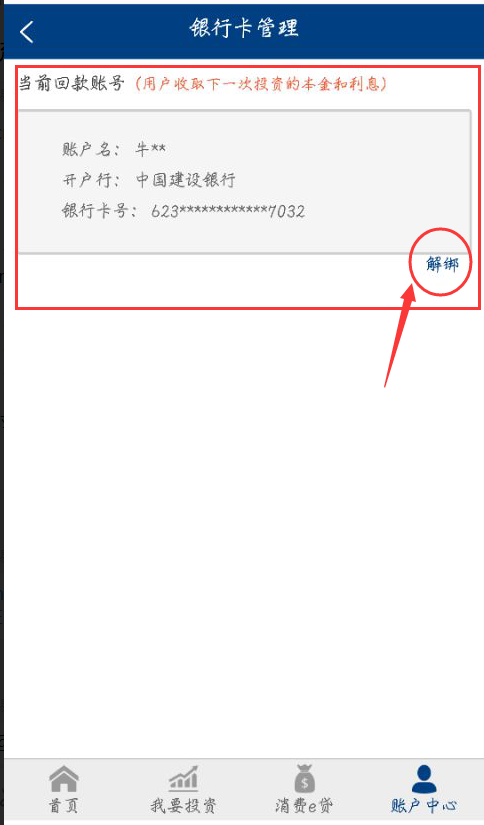 银行卡管理
当前回款账号（用户收取下一次投资的本金和利息）
账户名： 牛**
开户行： 中国建设银行
银行卡号： 623************7032
解绑
首页 我要投资 消费e贷 账户中心